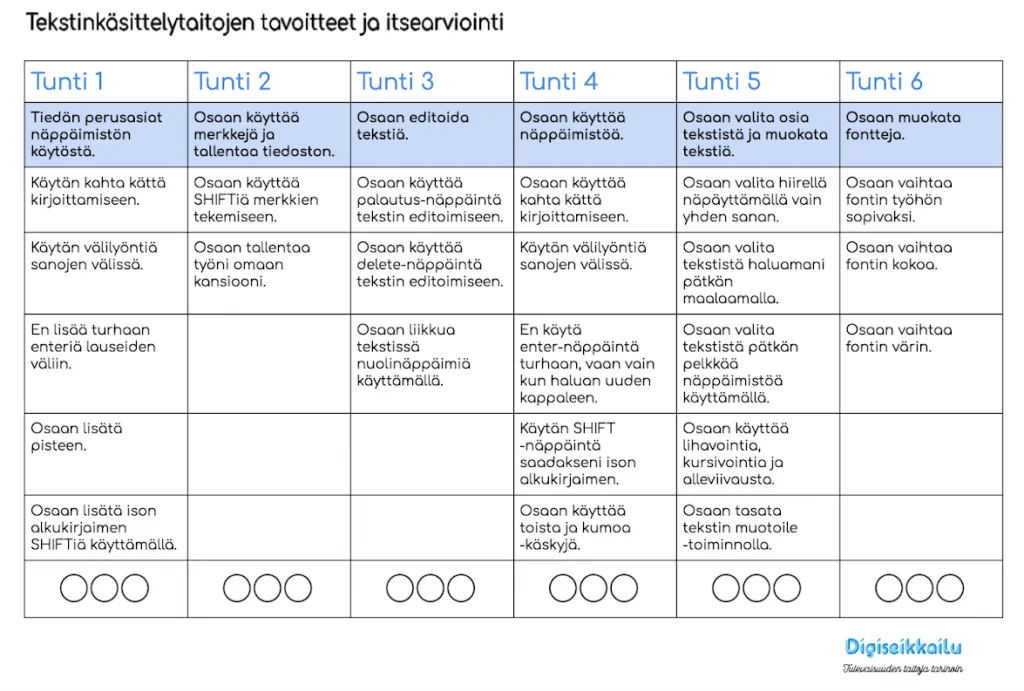 Tekstinkäsittelytaitojen tavoitteet ja itsearviointi
Tunti 1
Tunti 2
Tunti 3
Tunti 4
Tunti 5
Tunti 6
Tiedän perusasiat
näppäimistön
käytöstä.
Osaan käyttää
merkkejä ja
tallentaa tiedoston.
Osaan editoida
tekstiä.
Osaan käyttää
näppäimistöä.
Osaan valita osia
tekstistä ja muokata
tekstiä.
Osaan muokata
fontteja.
Käytän kahta kättä
kirjoittamiseen.
Osaan käyttää
SHIFTiä merkkien
tekemiseen.
Osaan käyttää
palautus-näppäintä
tekstin editoimiseen.
Osaan käyttää
kahta kättä
kirjoittamiseen.
Osaan valita hiirellä
näpäyttämällä vain
yhden sanan.
Osaan vaihtaa
fontin työhön
sopivaksi.
Käytän välilyöntiä
sanojen välissä.
Osaan tallentaa
työni omaan
kansiooni.
Osaan käyttää
delete-näppäintä
tekstin editoimiseen.
Käytän välilyöntiä
sanojen välissä.
Osaan valita
tekstistä haluamani
pätkän
maalaamalla.
Osaan vaihtaa
fontin kokoa.
En lisää turhaan
enteriä lauseiden
väliin.
Osaan liikkua
tekstissä
nuolinäppäimiä
käyttämällä.
En käytä
enter-näppäintä
turhaan, vaan vain
kun haluan uuden
kappaleen.
Osaan valita
tekstistä pätkän
pelkkää
näppäimistöä
käyttämällä.
Osaan vaihtaa
fontin värin.
Osaan lisätä
pisteen.
Käytän SHIFT
-näppäintä
saadakseni ison
alkukirjaimen.
Osaan käyttää
lihavointia,
kursivointia ja
alleviivausta.
Osaan lisätä ison
alkukirjaimen
SHIFTiä käyttämällä.
Osaan käyttää
toista ja kumoa
-käskyjä.
Osaan tasata
tekstin muotoile
-toiminnolla.
Digiseikkailu
Tulevaisuuden taitoja tarinoin